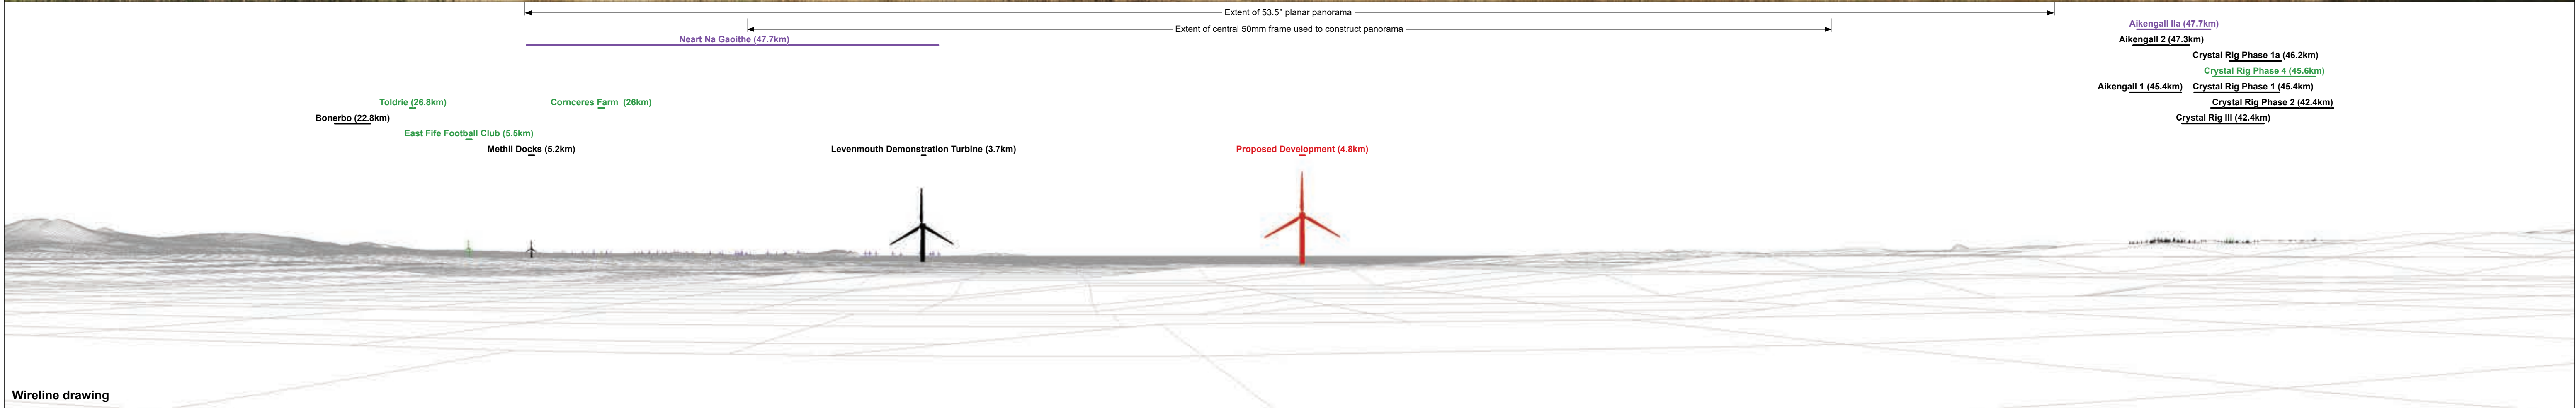 Extent of 53.5° planar panorama
Extent of central 50mm frame used to construct panorama
Aikengall IIa (47.7km)
Neart Na Gaoithe (47.7km)
Aikengall 2 (47.3km)
Crystal Rig Phase 1a (46.2km)
Crystal Rig Phase 4 (45.6km)
Aikengall 1 (45.4km)
Crystal Rig Phase 1 (45.4km)
Toldrie (26.8km)
Cornceres Farm (26km)
Crystal Rig Phase 2 (42.4km)
Bonerbo (22.8km)
Crystal Rig III (42.4km)
East Fife Football Club (5.5km)
Methil Docks (5.2km)
Levenmouth Demonstration Turbine (3.7km)
Proposed Development (4.8km)
Wireline drawing